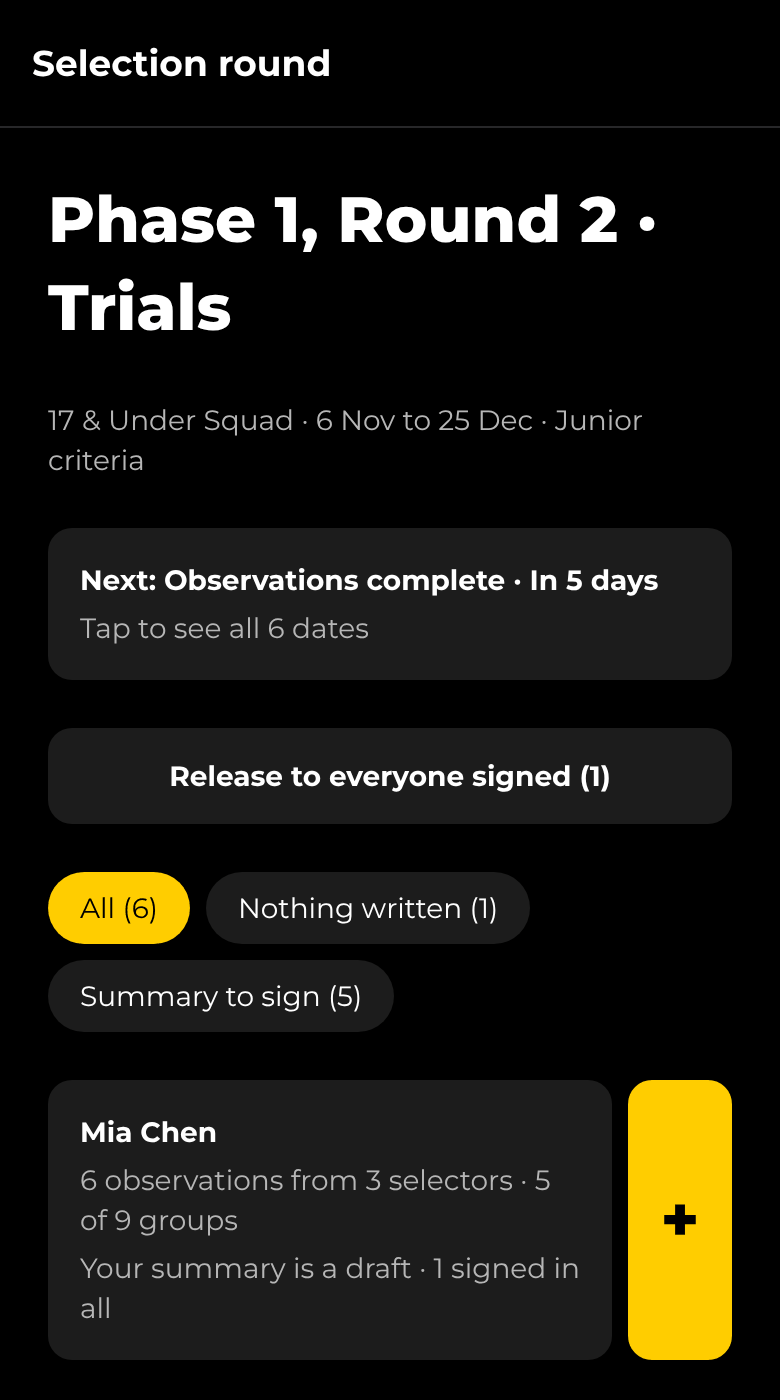 Selection round
Phase 1, Round 2 ·
Trials
17 & Under Squad · 6 Nov to 25 Dec · Junior
criteria
Next: Observations complete · In 5 days
Tap to see all 6 dates
Release to everyone signed (1)
All (6)
Nothing written (1)
Summary to sign (5)
Mia Chen
6 observations from 3 selectors · 5
of 9 groups
Your summary is a draft · 1 signed in
all
+